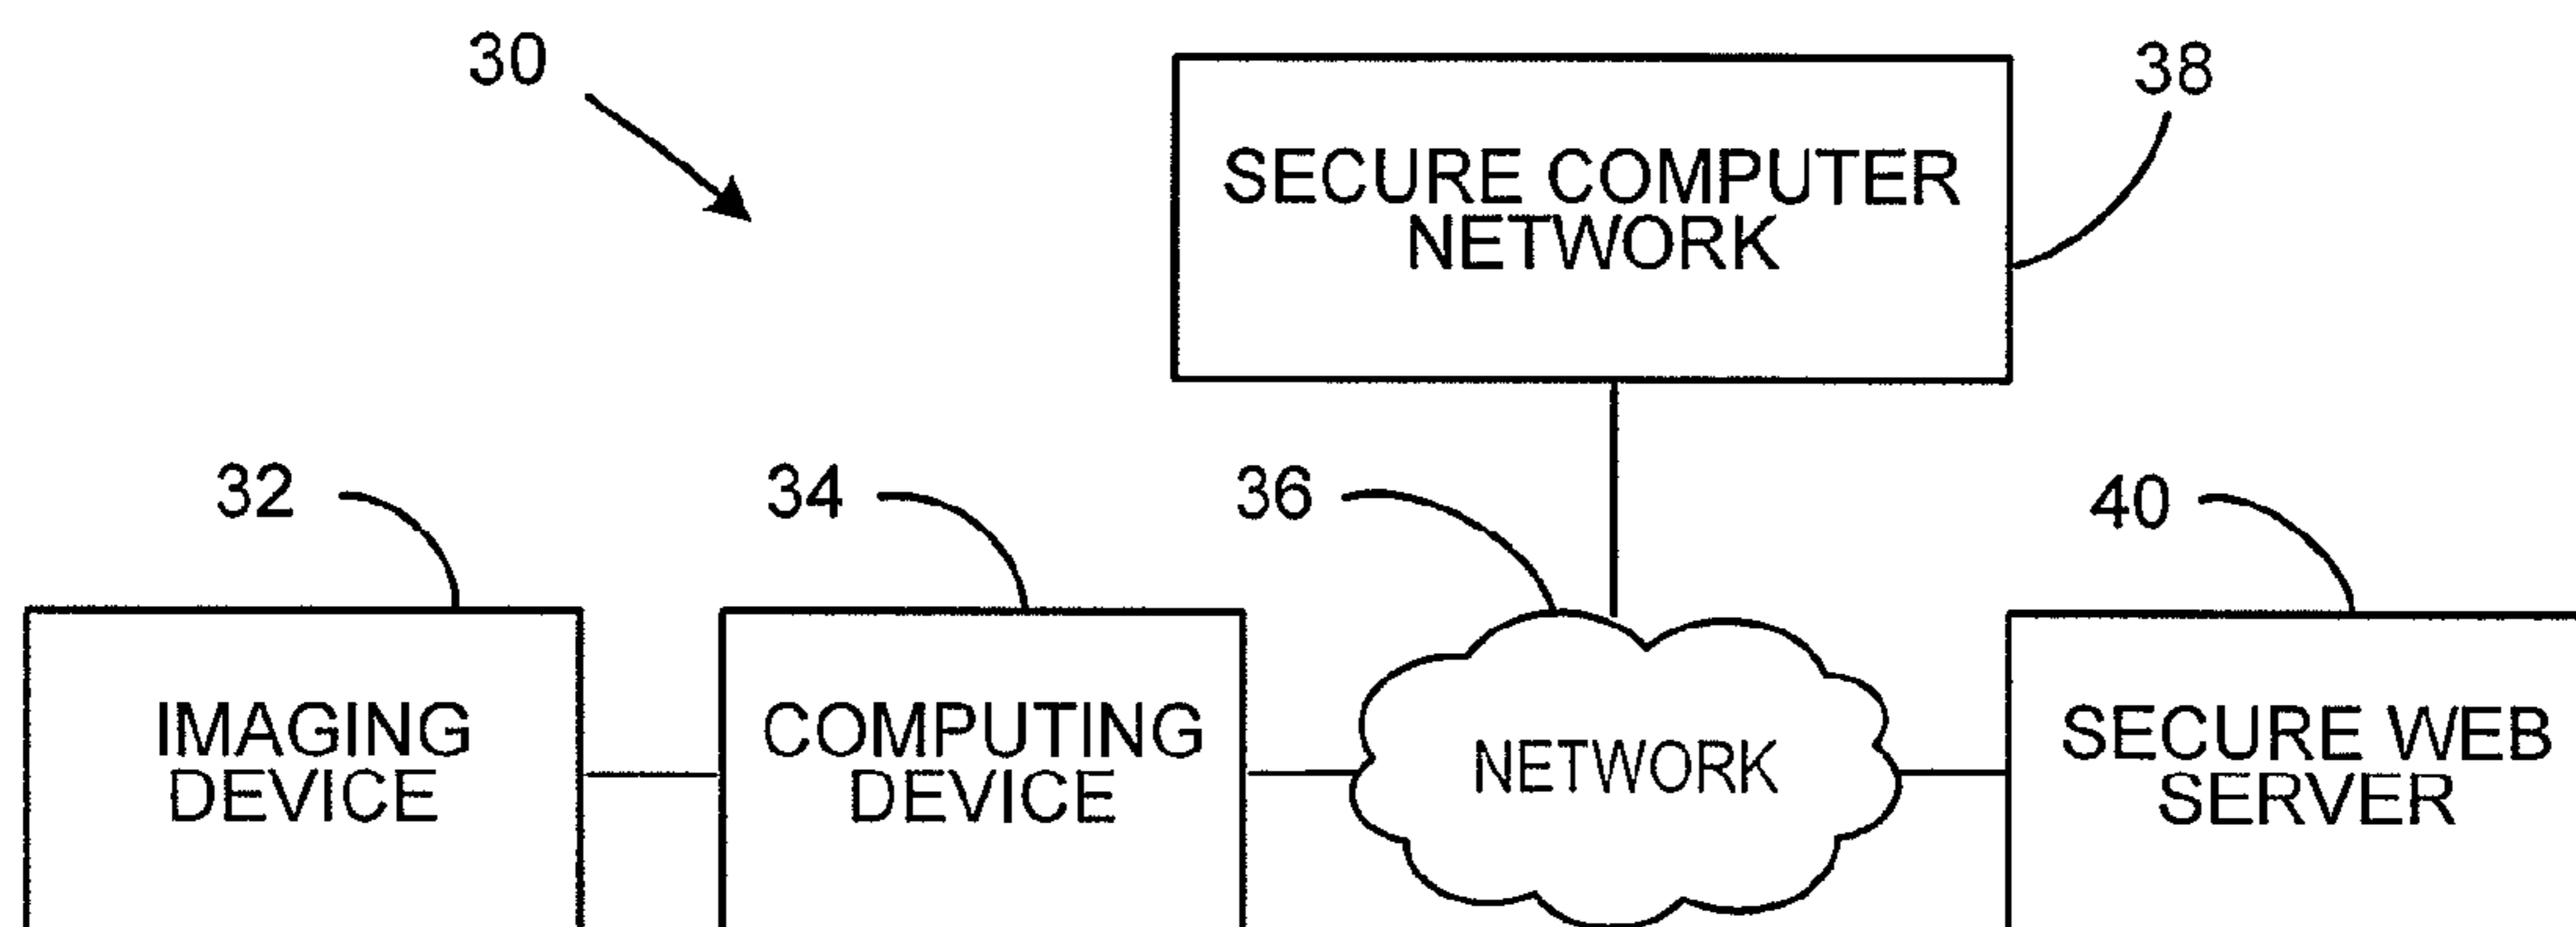 30
38
SECURE COMPUTER
NETWORK
32
34
36
40
IMAGING
DEVICE
COMPUTING
DEVICE
NETWORK
SECURE WEB
SERVER